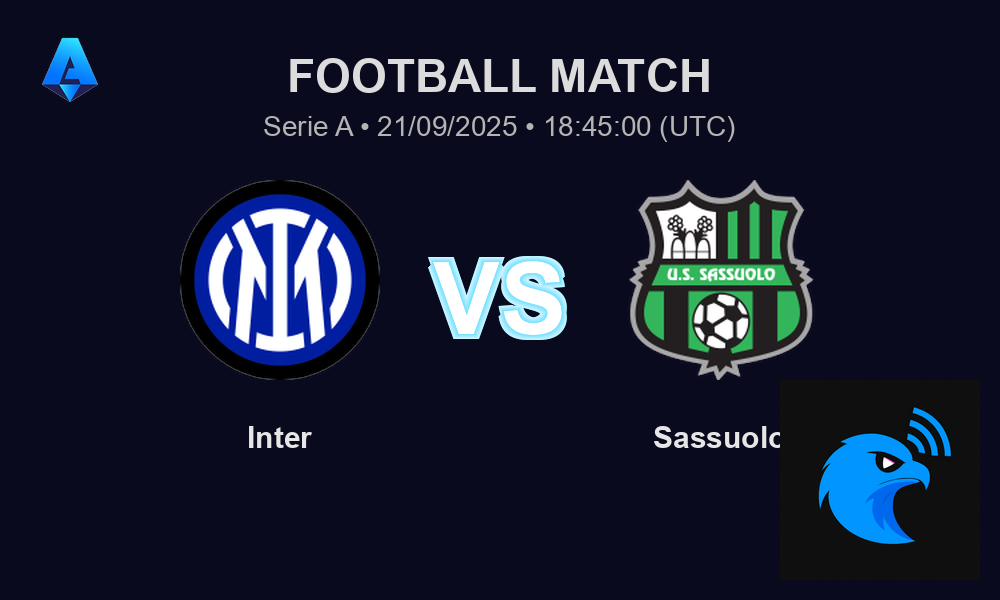 FOOTBALL MATCH
Serie A • 21/09/2025 • 18:45:00 (UTC)
VS
U.S. SASSUOLO
Inter
Sassuolo